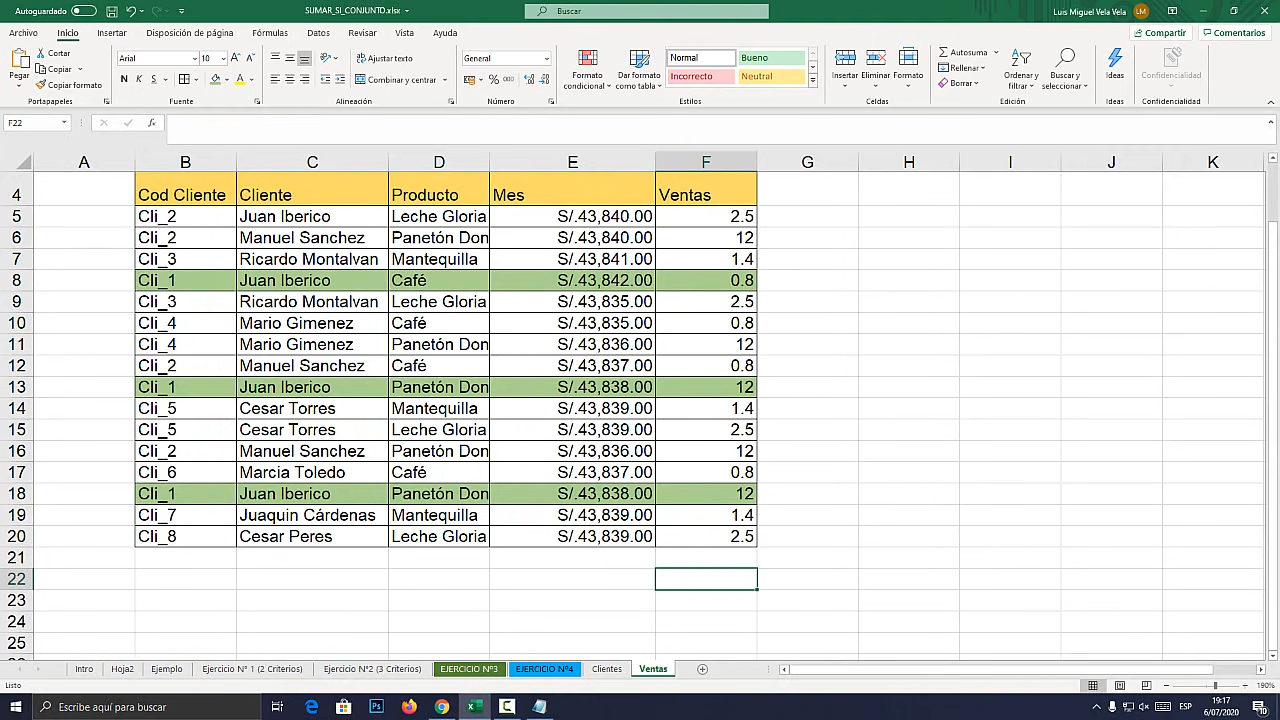 Autoguardado
SUMAR_SI_CONJUNTO.xlsx
Buscar
Luis Miguel Vela Vela
LM
Archivo Inicio Insertar Disposición de página Fórmulas Datos Revisar Vista Ayuda
Compartir Comentarios
Pegar
Cortar
Copiar
Copiar formato
Portapapeles
Arial 10
N K S
Fuente
Ajustar texto
Combinar y centrar
Alineación
General
% 000
Número
Formato condicional
Dar formato como tabla
Normal Bueno
Incorrecto Neutral
Estilos
Insertar Eliminar Formato
Celdas
Autosuma
Rellenar
Borrar
Ordenar y filtrar
Buscar y seleccionar
Edición
Ideas
Ideas
Confidencialidad
Confidencialidad
F22 fx
A B C D E F G H I J K
4 Cod Cliente Cliente Producto Mes Ventas
5 Cli_2 Juan Iberico Leche Gloria S/.43,840.00 2.5
6 Cli_2 Manuel Sanchez Panetón Don S/.43,840.00 12
7 Cli_3 Ricardo Montalvan Mantequilla S/.43,841.00 1.4
8 Cli_1 Juan Iberico Café S/.43,842.00 0.8
9 Cli_3 Ricardo Montalvan Leche Gloria S/.43,835.00 2.5
10 Cli_4 Mario Gimenez Café S/.43,835.00 0.8
11 Cli_4 Mario Gimenez Panetón Don S/.43,836.00 12
12 Cli_2 Manuel Sanchez Café S/.43,837.00 0.8
13 Cli_1 Juan Iberico Panetón Don S/.43,838.00 12
14 Cli_5 Cesar Torres Mantequilla S/.43,839.00 1.4
15 Cli_5 Cesar Torres Leche Gloria S/.43,839.00 2.5
16 Cli_2 Manuel Sanchez Panetón Don S/.43,836.00 12
17 Cli_6 Marcia Toledo Café S/.43,837.00 0.8
18 Cli_1 Juan Iberico Panetón Don S/.43,838.00 12
19 Cli_7 Juaquin Cárdenas Mantequilla S/.43,839.00 1.4
20 Cli_8 Cesar Peres Leche Gloria S/.43,839.00 2.5
21
22
23
24
25
Intro Hoja2 Ejemplo Ejercicio N° 1 (2 Criterios) Ejercicio N°2 (3 Criterios) EJERCICIO N°3 EJERCICIO N°4 Clientes Ventas
Listo
190%
Escribe aquí para buscar
ESP
19:17
6/07/2020